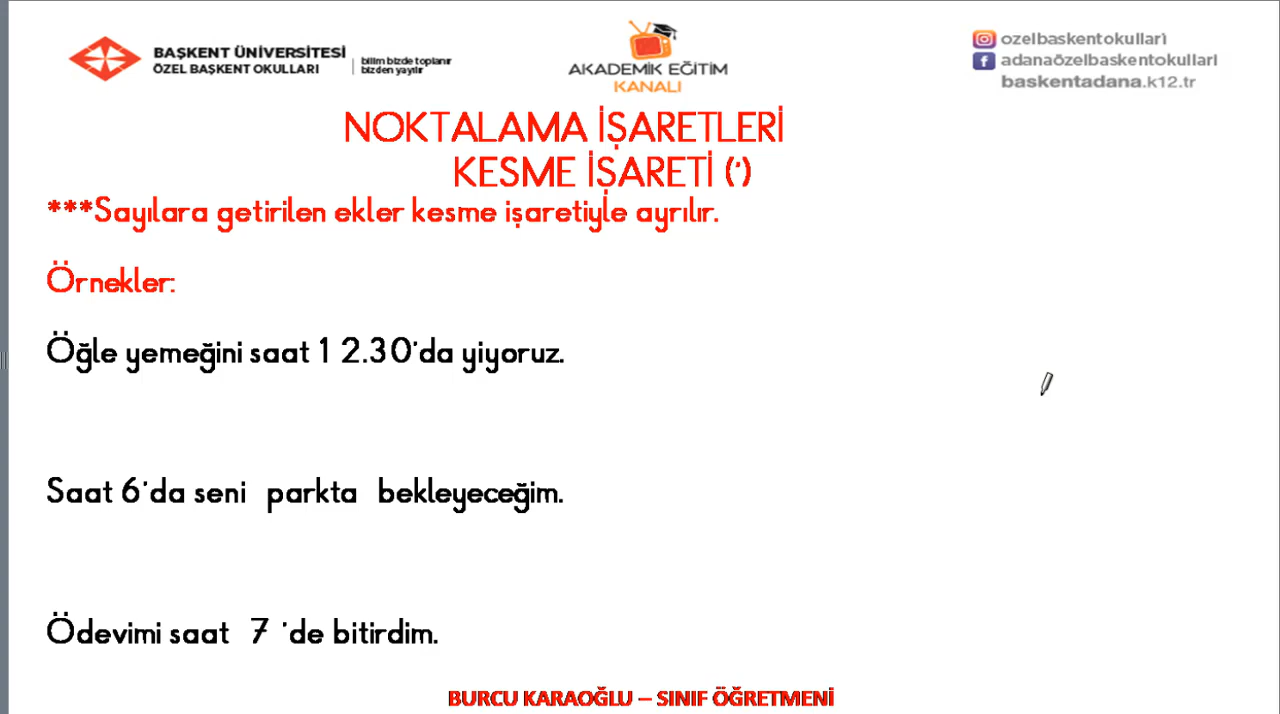 BAŞKENT ÜNİVERSİTESİ
ÖZEL BAŞKENT OKULLARI
bilim bizde toplanır
bizden yayılır
AKADEMİK EĞİTİM
KANALI
ozelbaskentokullari
adanaözelbaskentokullari
baskentadana.k12.tr
NOKTALAMA İŞARETLERİ
KESME İŞARETİ (')
***Sayılara getirilen ekler kesme işaretiyle ayrılır.
Örnekler:
Öğle yemeğini saat 1 2.30'da yiyoruz.
Saat 6'da seni parkta bekleyeceğim.
Ödevimi saat 7 'de bitirdim.
BURCU KARAOĞLU – SINIF ÖĞRETMENİ